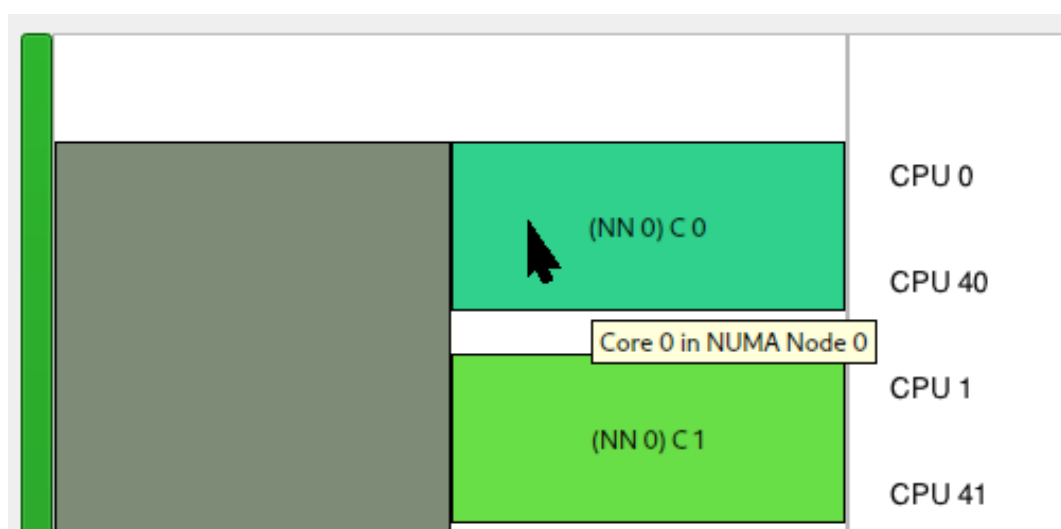 CPU 0
(NN 0) C 0
CPU 40
Core 0 in NUMA Node 0
CPU 1
(NN 0) C 1
CPU 41